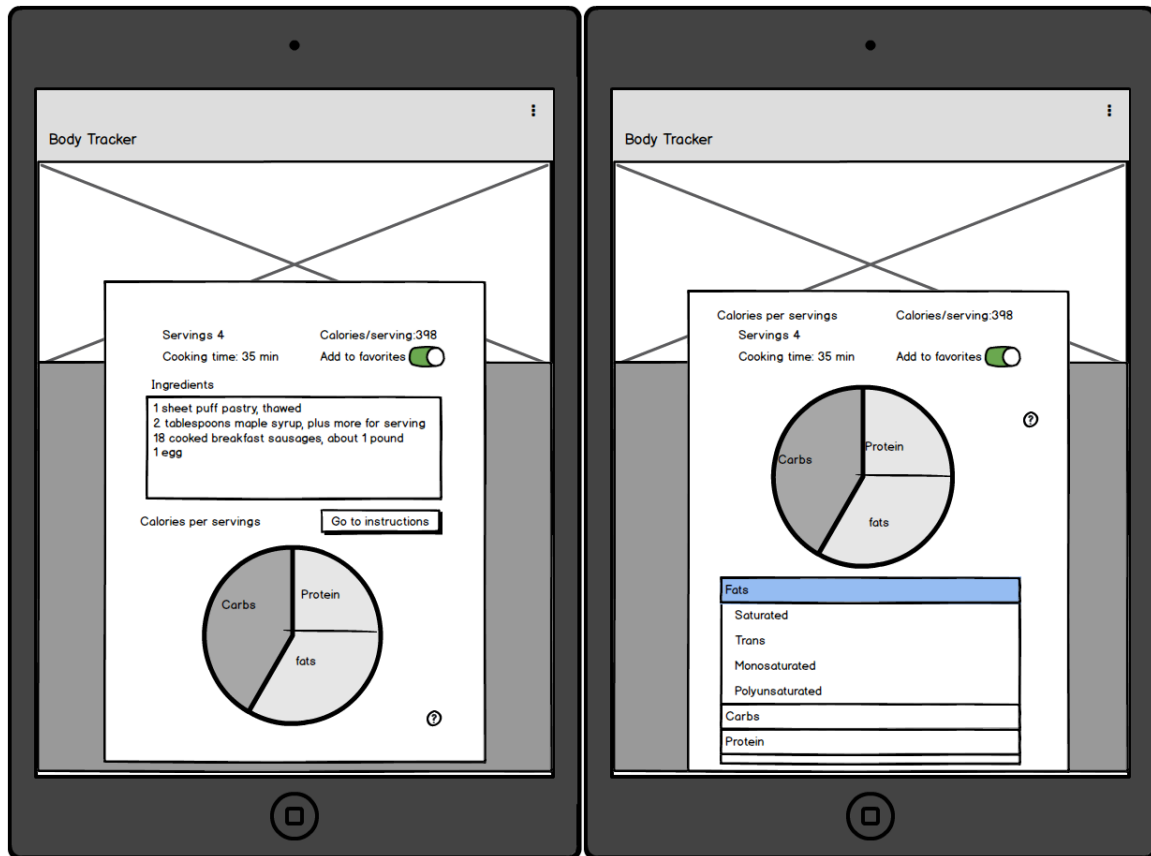 Body Tracker
Servings 4
Calories/serving:398
Cooking time: 35 min
Add to favorites
Ingredients
1 sheet puff pastry, thawed
2 tablespoons maple syrup, plus more for serving
18 cooked breakfast sausages, about 1 pound
1 egg
Calories per servings
Go to instructions
Carbs
Protein
fats
?
Body Tracker
Calories per servings
Calories/serving:398
Servings 4
Cooking time: 35 min
Add to favorites
?
Protein
Carbs
fats
Fats
Saturated
Trans
Monosaturated
Polyunsaturated
Carbs
Protein